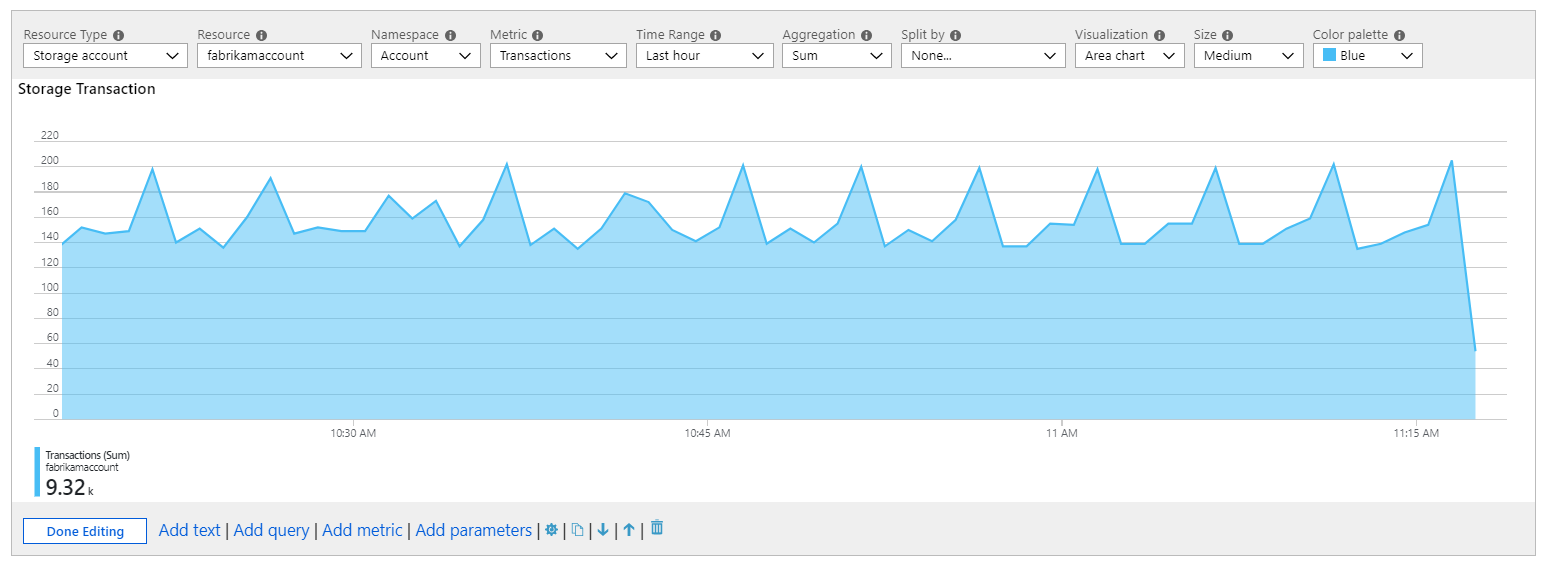 Resource Type Resource Namespace Metric Time Range Aggregation Split by Visualization Size Color palette
Storage account fabrikamaccount Account Transactions Last hour Sum None... Area chart Medium Blue
Storage Transaction
220
200
180
160
140
120
100
80
60
40
20
0
10:30 AM 10:45 AM 11 AM 11:15 AM
Transactions (Sum)
fabrikamaccount
9.32 k
Done Editing Add text | Add query | Add metric | Add parameters | | | | |